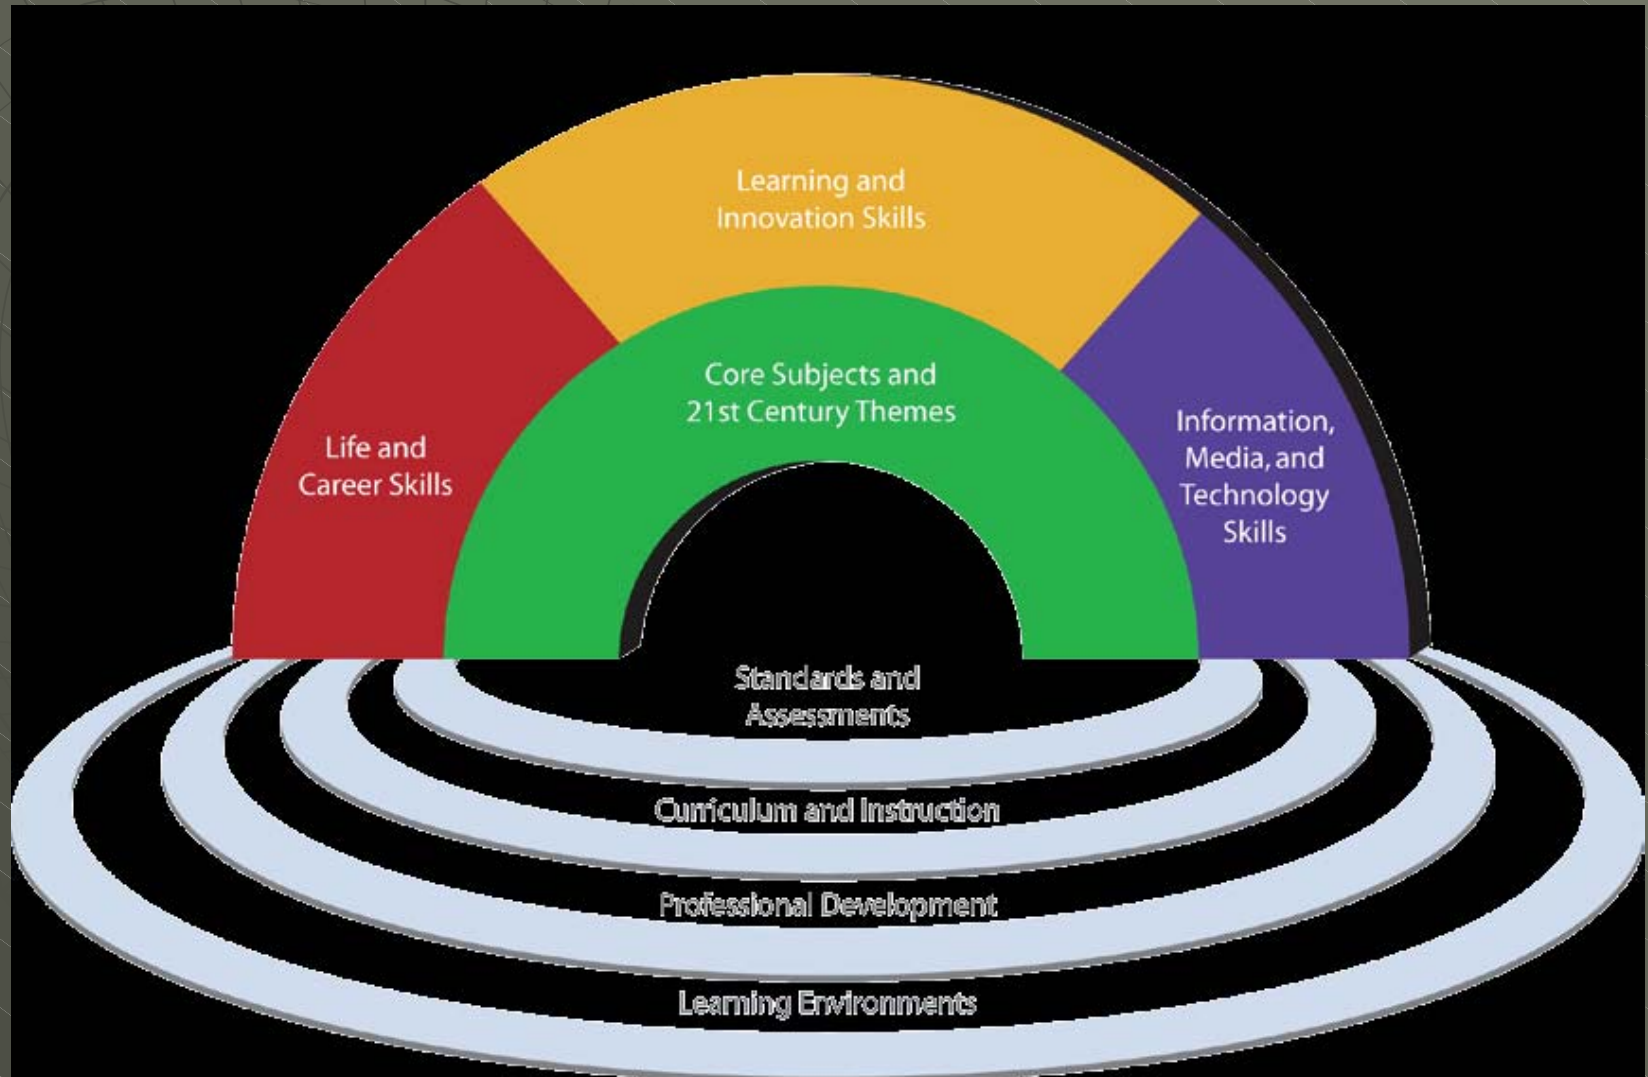 Learning and
Innovation Skills
Core Subjects and
21st Century Themes
Life and
Career Skills
Information,
Media, and
Technology
Skills
Standards and
Assessments
Curriculum and Instruction
Professional Development
Learning Environments